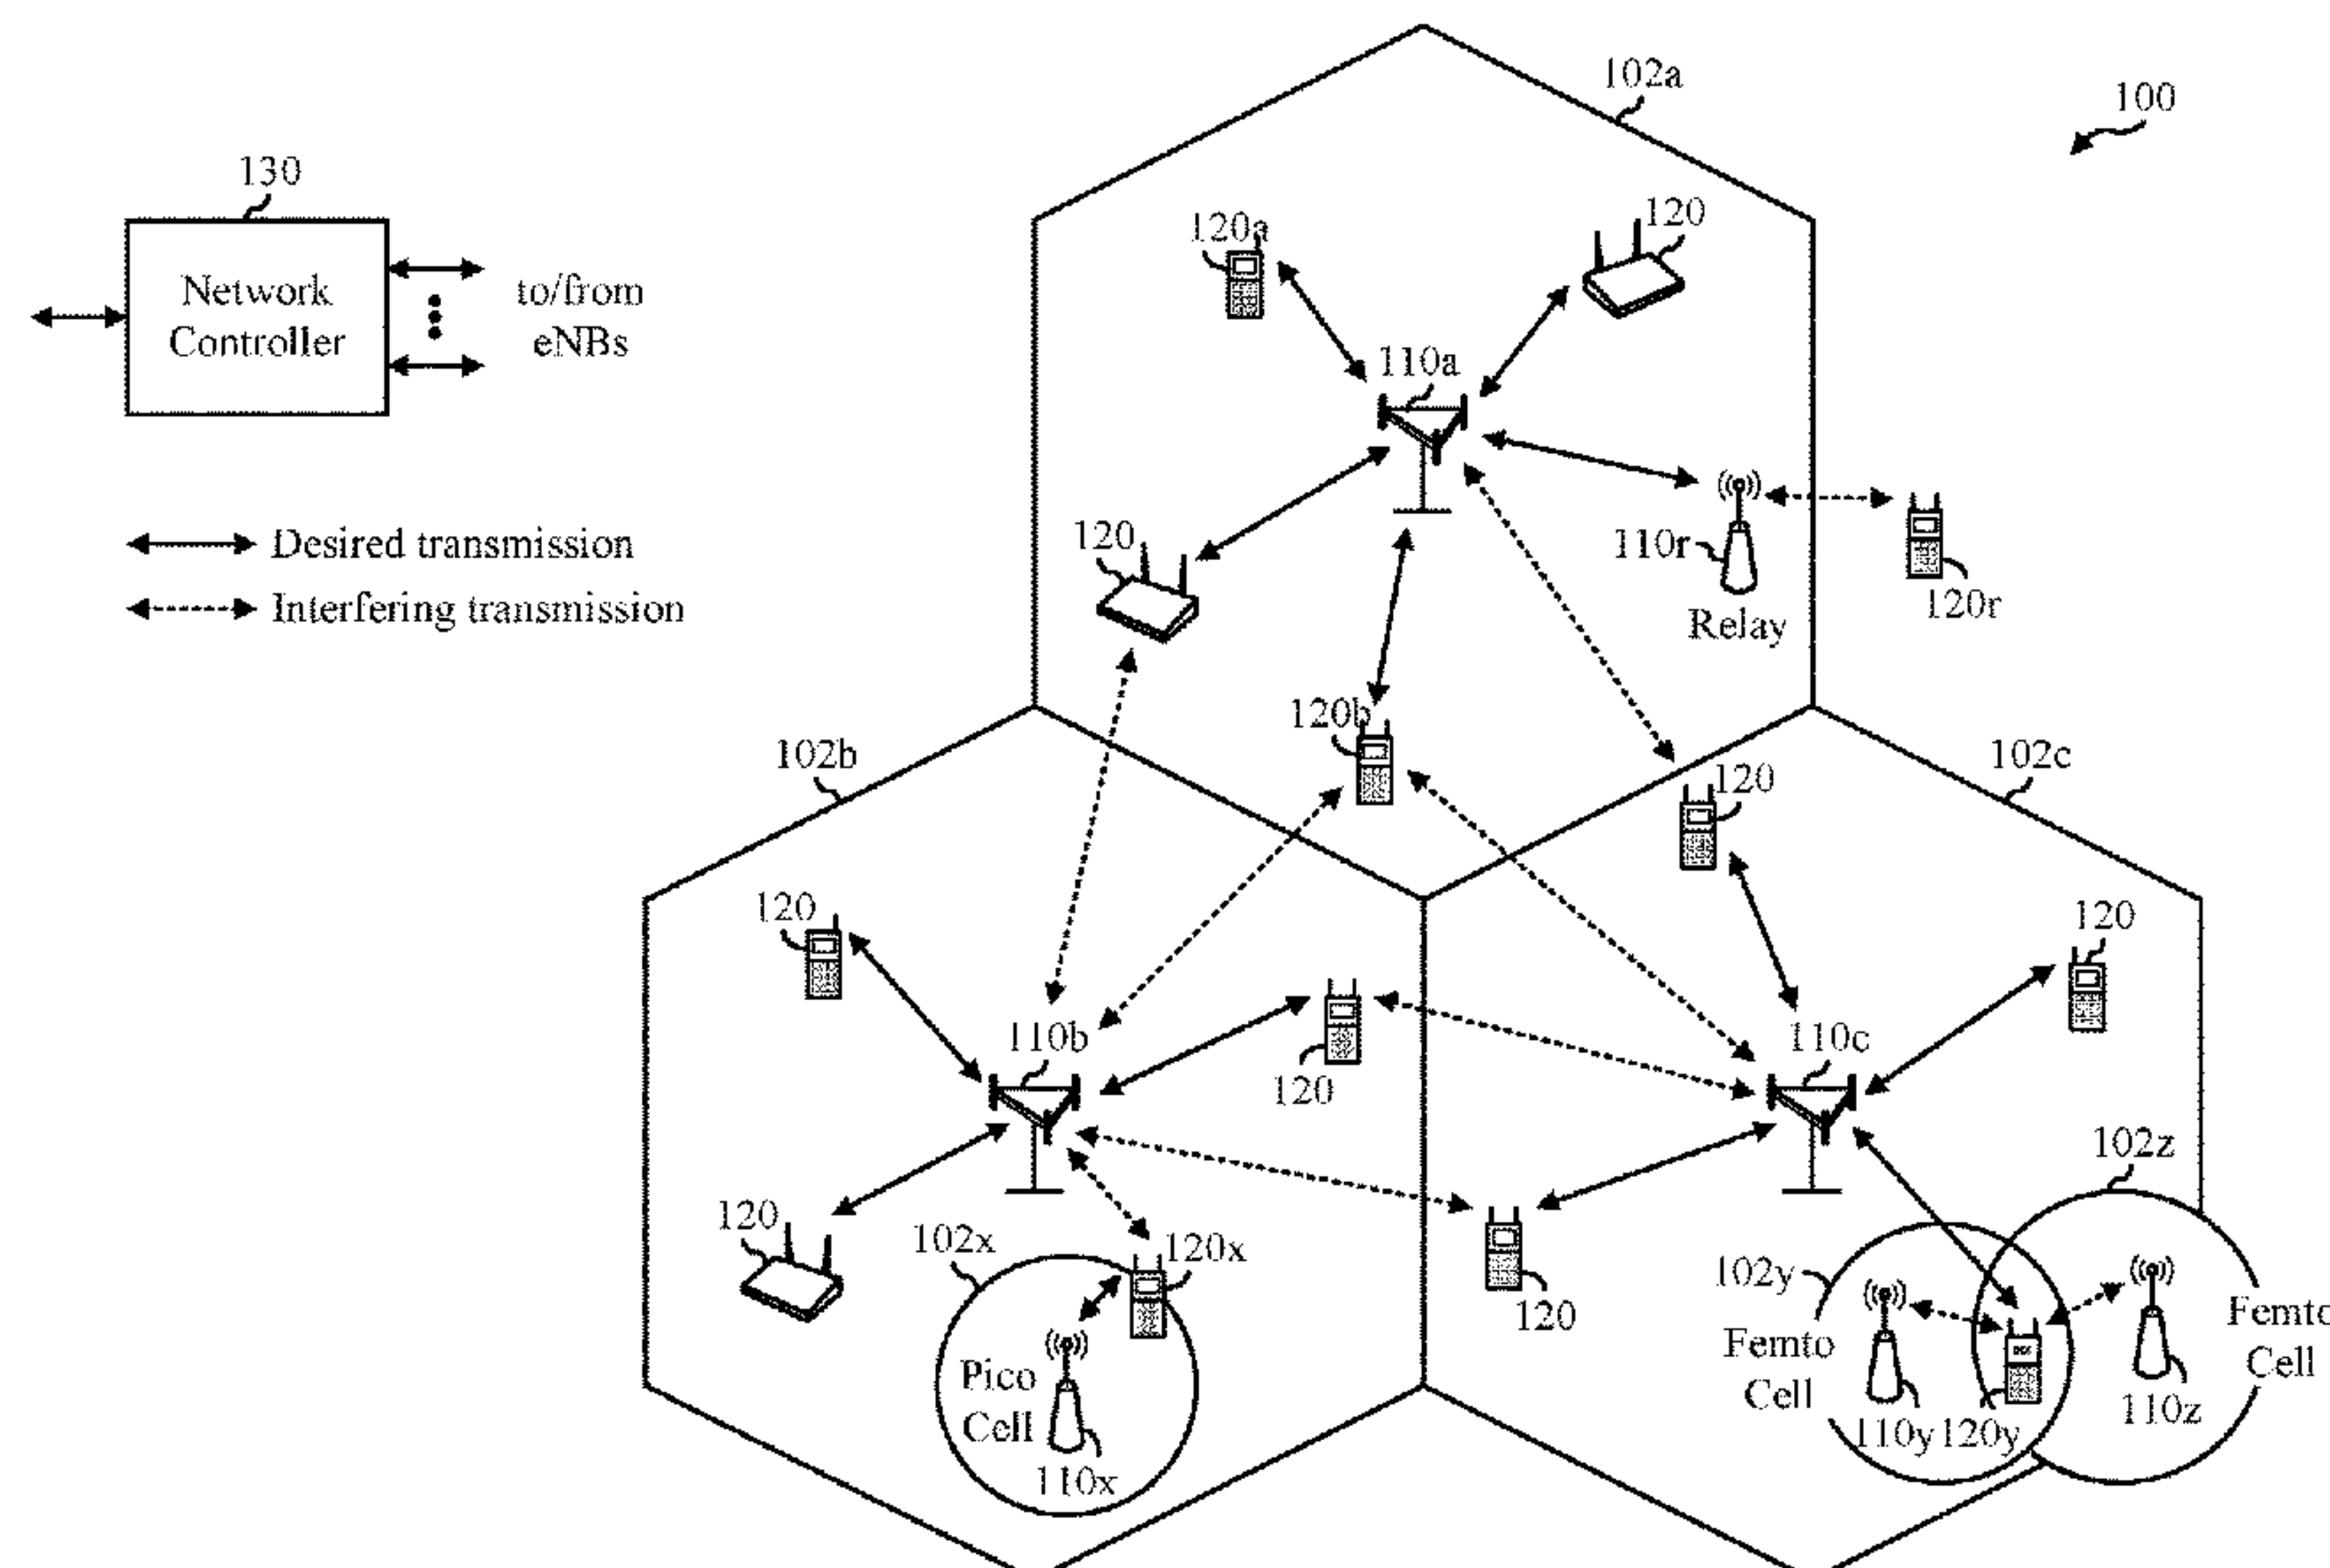 102a
100
130
120a
120
Network
Controller
to/from
eNBs
110a
Desired transmission
Interfering transmission
120
110r
Relay
120r
120b
102b
102c
120
120
120
110b
110c
120
102z
120
102x
120x
102y
120
Pico
Cell
110x
Femto
Cell
110y
120y
110z
Femto
Cell